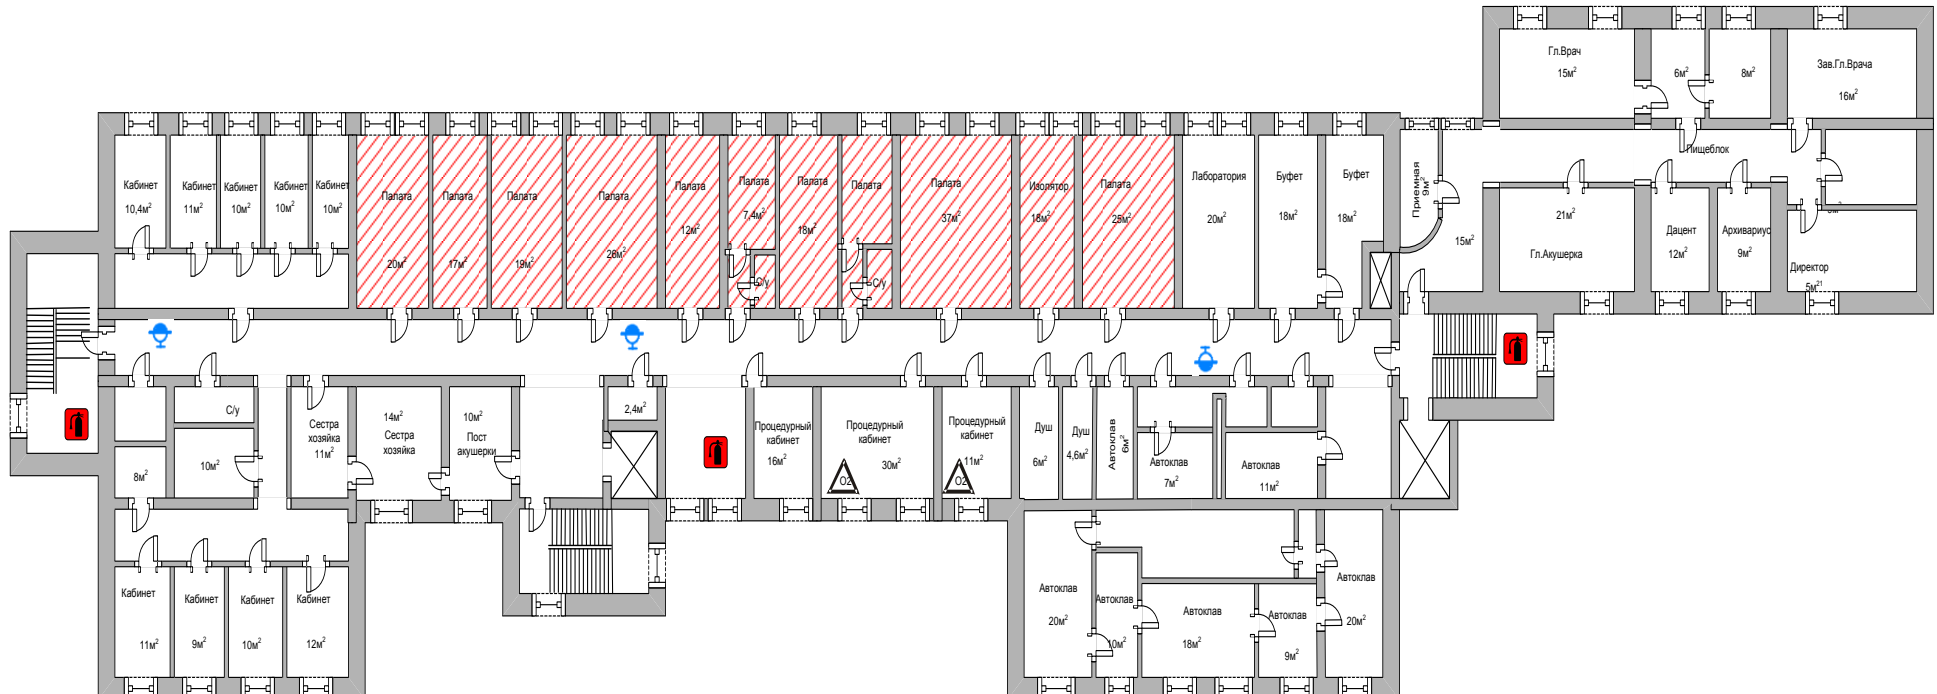 Гл.Врач
15м²
6м²
8м²
Зав.Гл.Врача
16м²
Пищеблок
Приемная
9м²
15м²
21м²
Гл.Акушерка
Дацент
12м²
Архивариус
9м²
Директор
5м²¹
Кабинет
10,4м²
Кабинет
11м²
Кабинет
10м²
Кабинет
10м²
Кабинет
10м²
Палата
20м²
Палата
17м²
Палата
19м²
Палата
26м²
Палата
12м²
Палата
7,4м²
С/у
Палата
18м²
Палата
С/у
Палата
37м²
Изолятор
18м²
Палата
25м²
Лаборатория
20м²
Буфет
18м²
Буфет
18м²
С/у
8м²
10м²
Сестра
хозяйка
11м²
14м²
Сестра
хозяйка
10м²
Пост
акушерки
2,4м²
Процедурный
кабинет
16м²
Процедурный
кабинет
30м²
O2
Процедурный
кабинет
11м²
O2
Душ
6м²
Душ
4,6м²
Автоклав
6м²
Автоклав
7м²
Автоклав
11м²
Кабинет
11м²
Кабинет
9м²
Кабинет
10м²
Кабинет
12м²
Автоклав
20м²
Автоклав
10м²
Автоклав
18м²
Автоклав
9м²
Автоклав
20м²